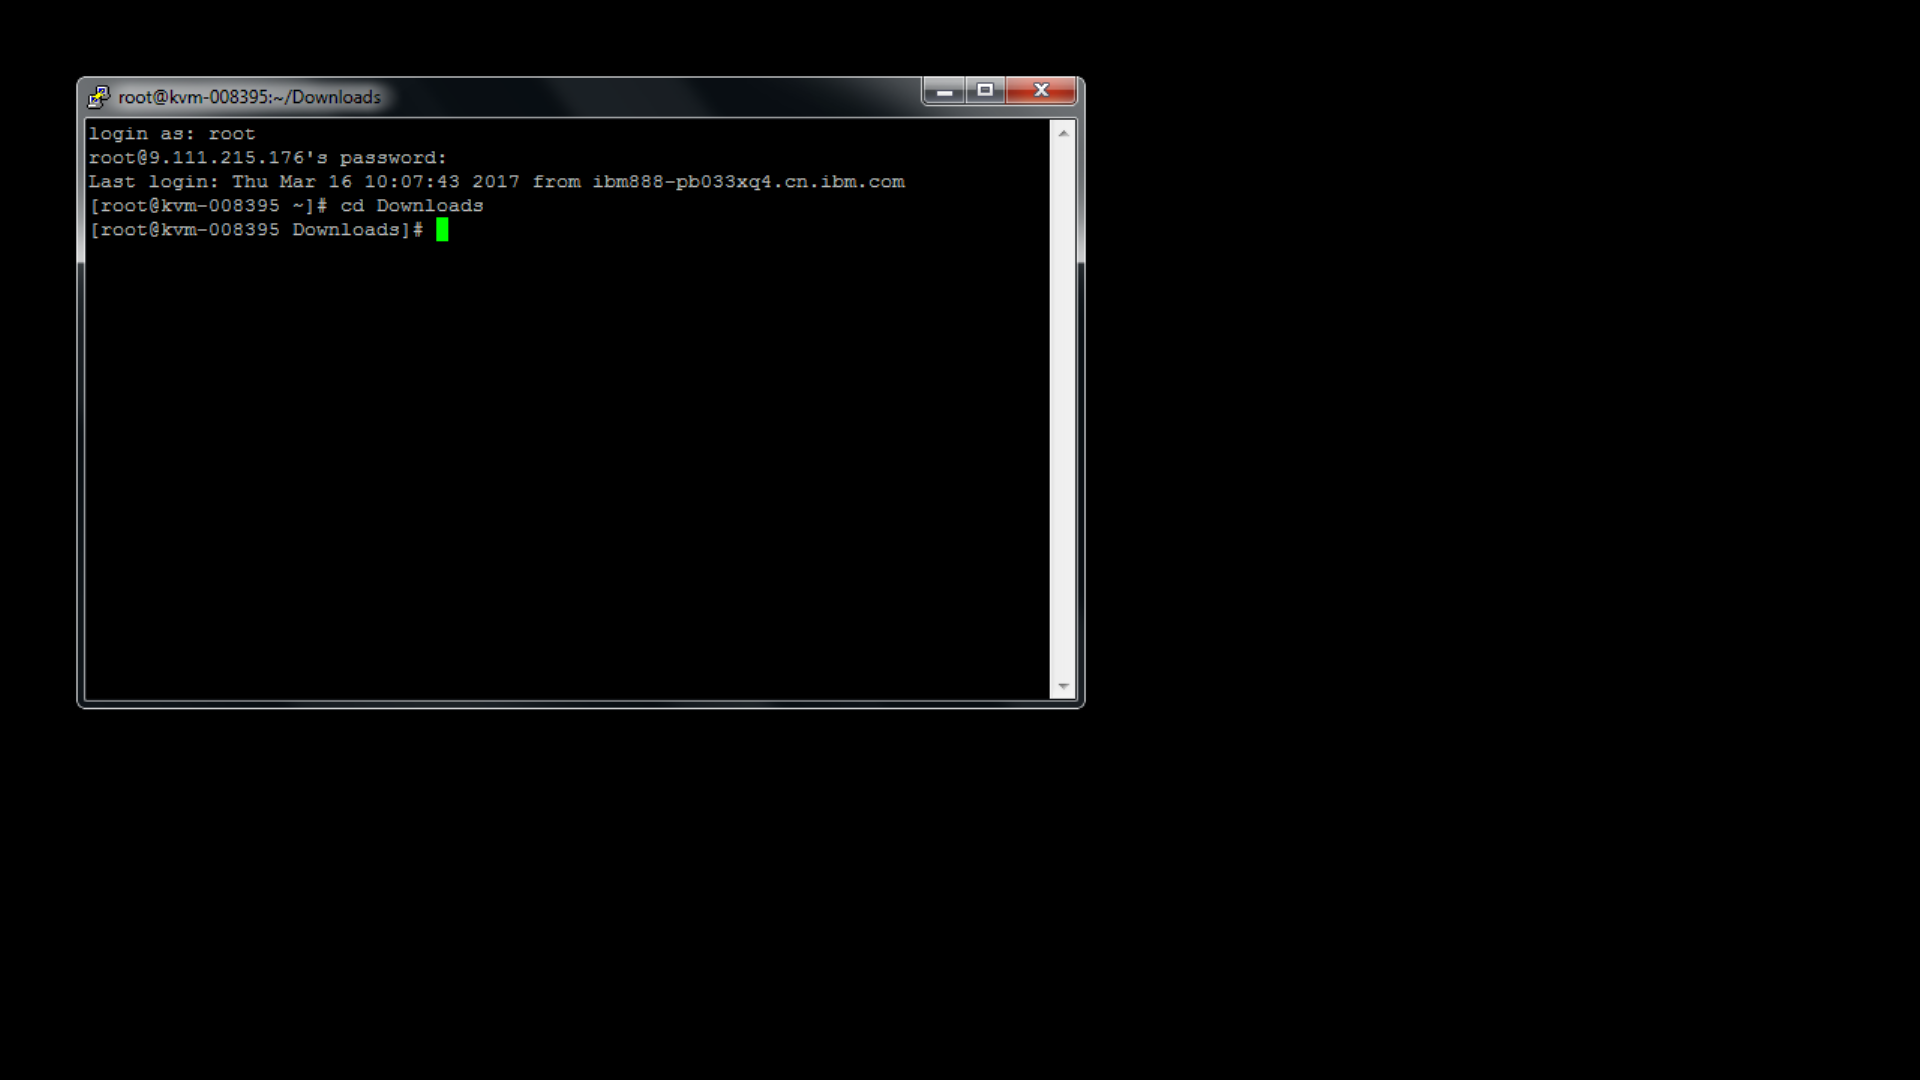 root@kvm-008395:~/Downloads
login as: root
root@9.111.215.176's password:
Last login: Thu Mar 16 10:07:43 2017 from ibm888-pb033xq4.cn.ibm.com
[root@kvm-008395 ~]# cd Downloads
[root@kvm-008395 Downloads]#